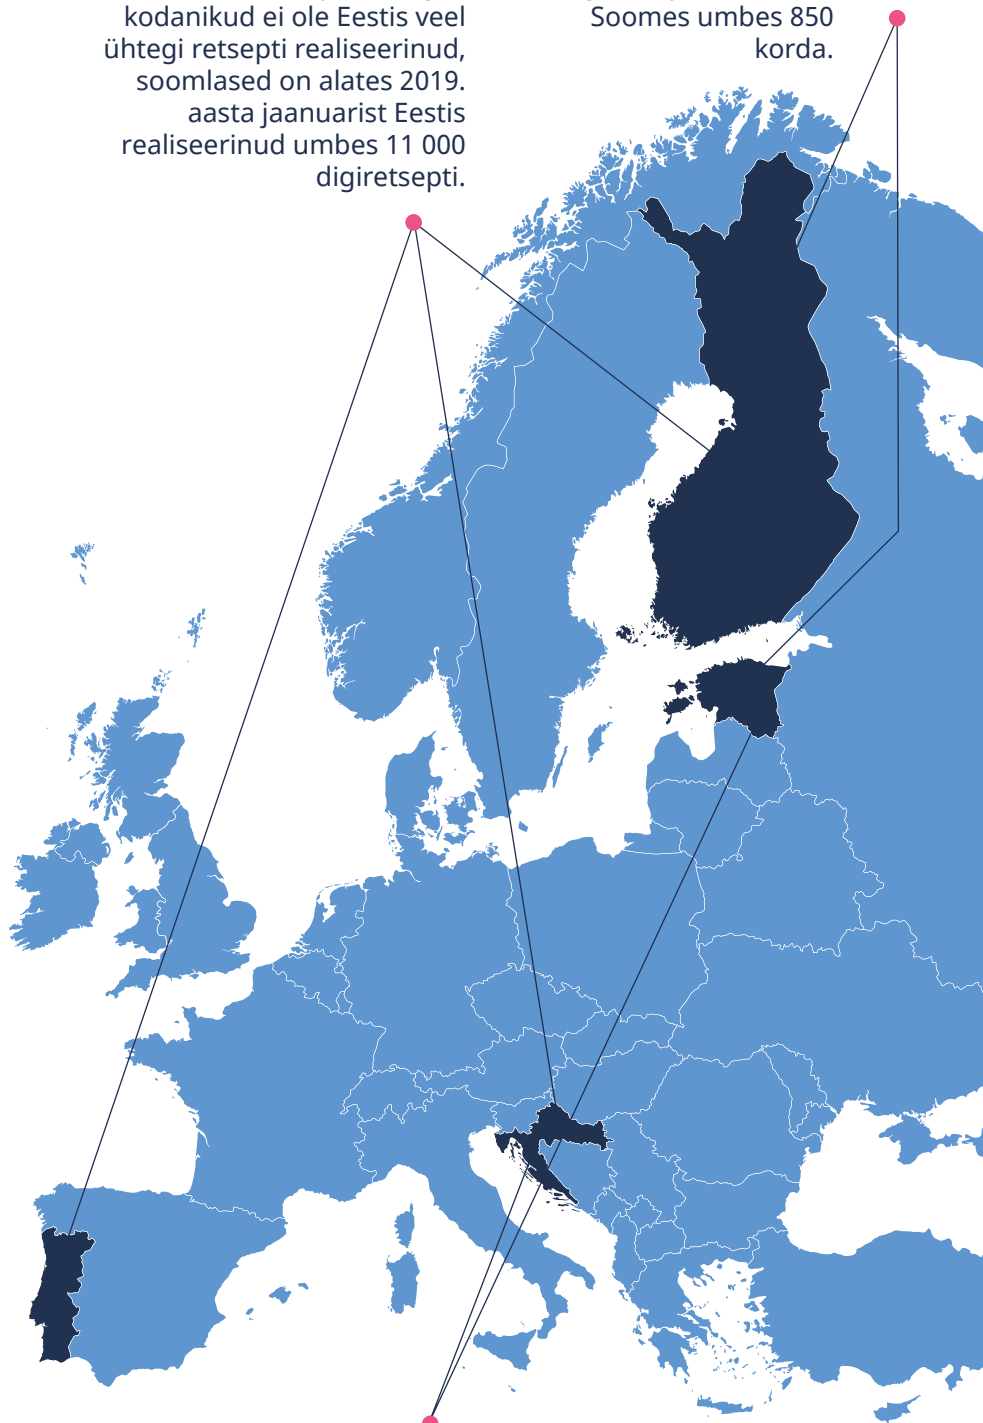 kodanikud ei ole Eestis veel
ühtegi retsepti realiseerinud,
soomlased on alates 2019.
aasta jaanuarist Eestis
realiseerinud umbes 11 000
digiretsepti.
Soomes umbes 850
korda.